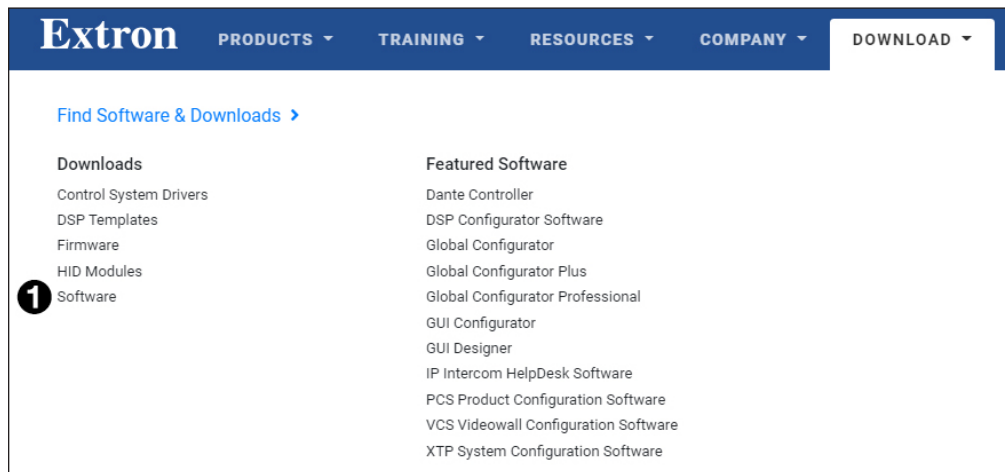 Extron PRODUCTS TRAINING RESOURCES COMPANY DOWNLOAD
Find Software & Downloads >
Downloads
Control System Drivers
DSP Templates
Firmware
HID Modules
1 Software
Featured Software
Dante Controller
DSP Configurator Software
Global Configurator
Global Configurator Plus
Global Configurator Professional
GUI Configurator
GUI Designer
IP Intercom HelpDesk Software
PCS Product Configuration Software
VCS Videowall Configuration Software
XTP System Configuration Software